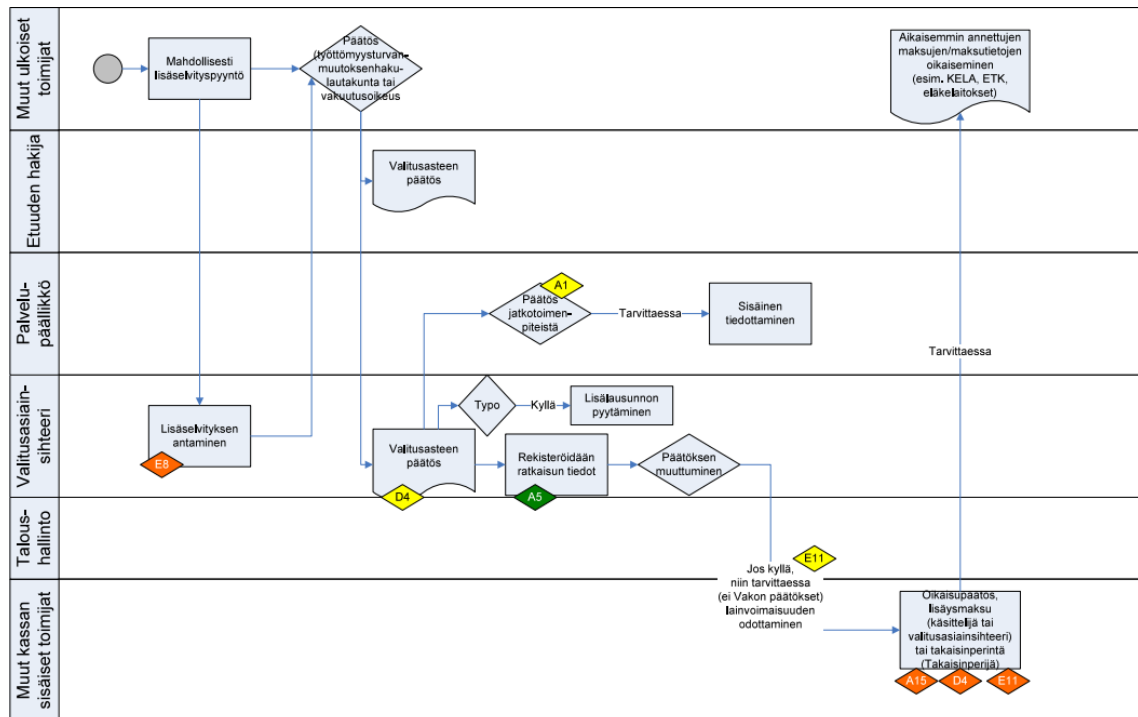 Muut ulkoiset
toimijat
Mahdollisesti
lisäselvityspyyntö
Päätös
(työttömyysturvan-
muutoksenhaku-
lautakunta tai
vakuutusoikeus
Aikaisemmin annettujen
maksujen/maksutietojen
oikaiseminen
(esim. KELA, ETK,
eläkelaitokset)
Etuuden hakija
Valitusasteen
päätös
Palvelu-
päällikkö
A1
Päätös
jatkotoimen-
piteistä
Tarvittaessa
Sisäinen
tiedottaminen
Tarvittaessa
Valitusasiain-
sihteeri
Lisäselvityksen
antaminen
E8
Typo
Kyllä
Lisälausunnon
pyytäminen
Valitusasteen
päätös
D4
Rekisteröidään
ratkaisun tiedot
A5
Päätöksen
muuttuminen
Talous-
hallinto
E11
Jos kyllä,
niin tarvittaessa
(ei Vakon päätökset)
lainvoimaisuuden
odottaminen
Muut kassan
sisäiset toimijat
Oikaisupäätös,
lisäysmaksu
(käsittelijä tai
valitusasiainsihteeri)
tai takaisinperintä
(Takaisinperijä)
A15
D4
E11